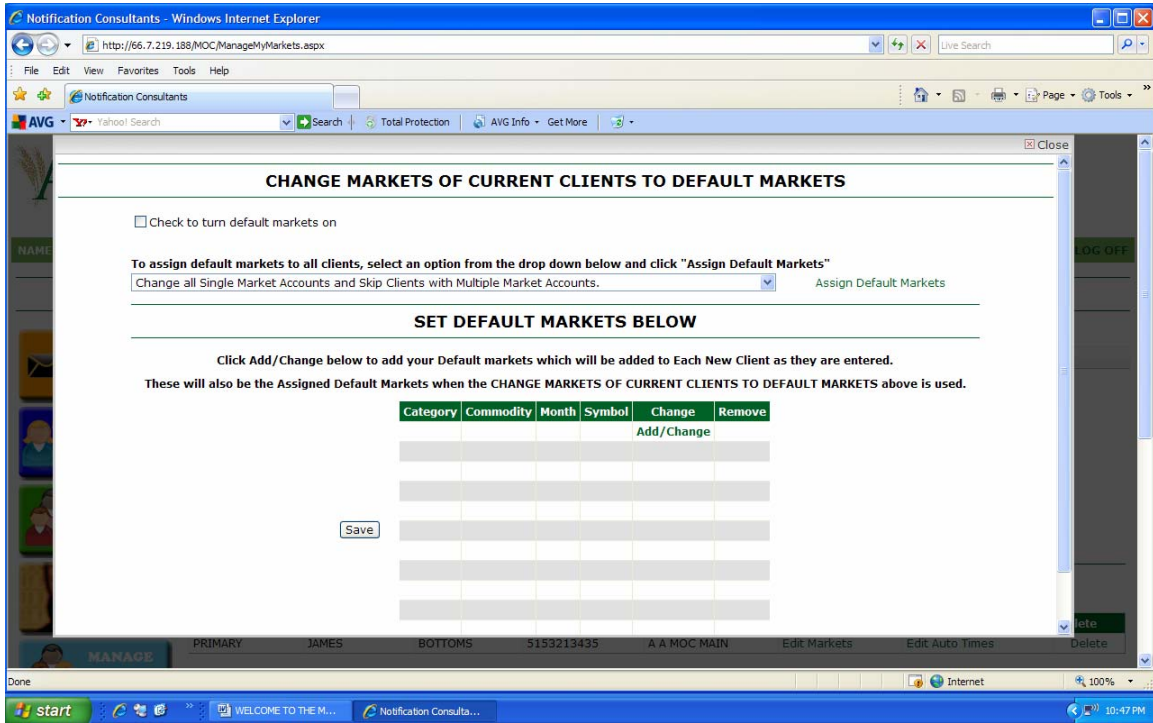 Notification Consultants - Windows Internet Explorer
http://66.7.219.188/MOC/ManageMyMarkets.aspx
Live Search
File Edit View Favorites Tools Help
Notification Consultants
Page Tools
AVG Yahoo! Search Search Total Protection AVG Info Get More
Close
CHANGE MARKETS OF CURRENT CLIENTS TO DEFAULT MARKETS
Check to turn default markets on
NAME LOG OFF
To assign default markets to all clients, select an option from the drop down below and click "Assign Default Markets"
Change all Single Market Accounts and Skip Clients with Multiple Market Accounts. Assign Default Markets
SET DEFAULT MARKETS BELOW
Click Add/Change below to add your Default markets which will be added to Each New Client as they are entered.
These will also be the Assigned Default Markets when the CHANGE MARKETS OF CURRENT CLIENTS TO DEFAULT MARKETS above is used.
Category Commodity Month Symbol Change Remove
Add/Change
Save
lete
PRIMARY JAMES BOTTOMS 5153213435 A A MOC MAIN Edit Markets Edit Auto Times Delete
MANAGE
Done Internet 100%
start WELCOME TO THE M... Notification Consulta... 10:47 PM